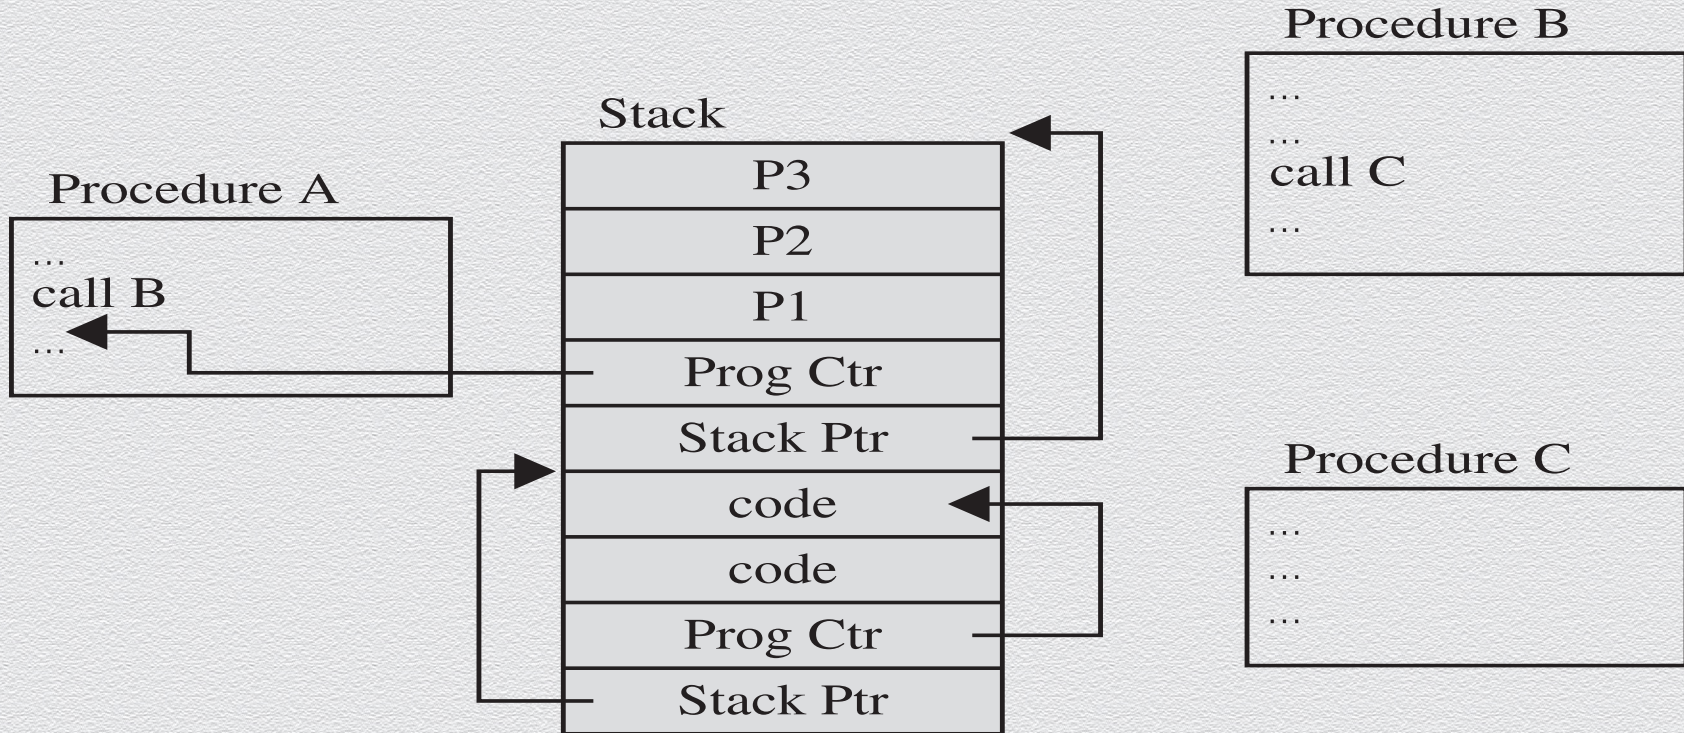 Procedure A
...
call B
...
Stack
P3
P2
P1
Prog Ctr
Stack Ptr
code
code
Prog Ctr
Stack Ptr
Procedure B
...
...
call C
...
Procedure C
...
...
...